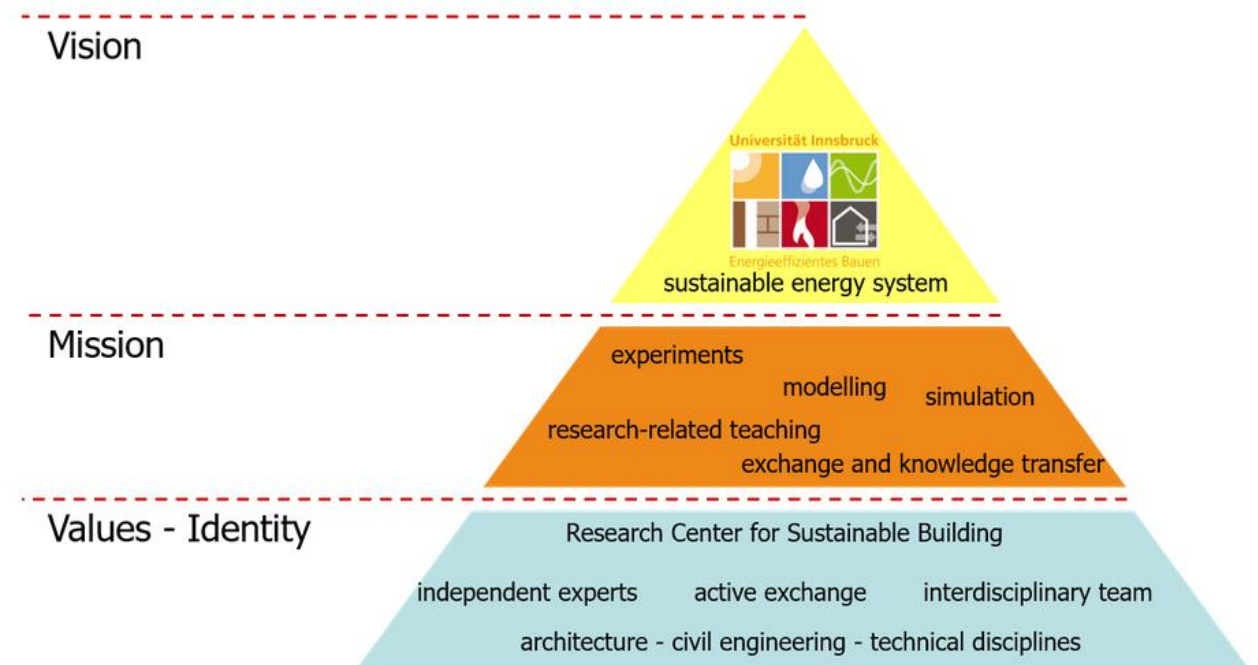 Vision
Universität Innsbruck
Energieeffizientes Bauen
sustainable energy system
Mission
experiments
modelling
simulation
research-related teaching
exchange and knowledge transfer
Values - Identity
Research Center for Sustainable Building
independent experts active exchange interdisciplinary team
architecture - civil engineering - technical disciplines